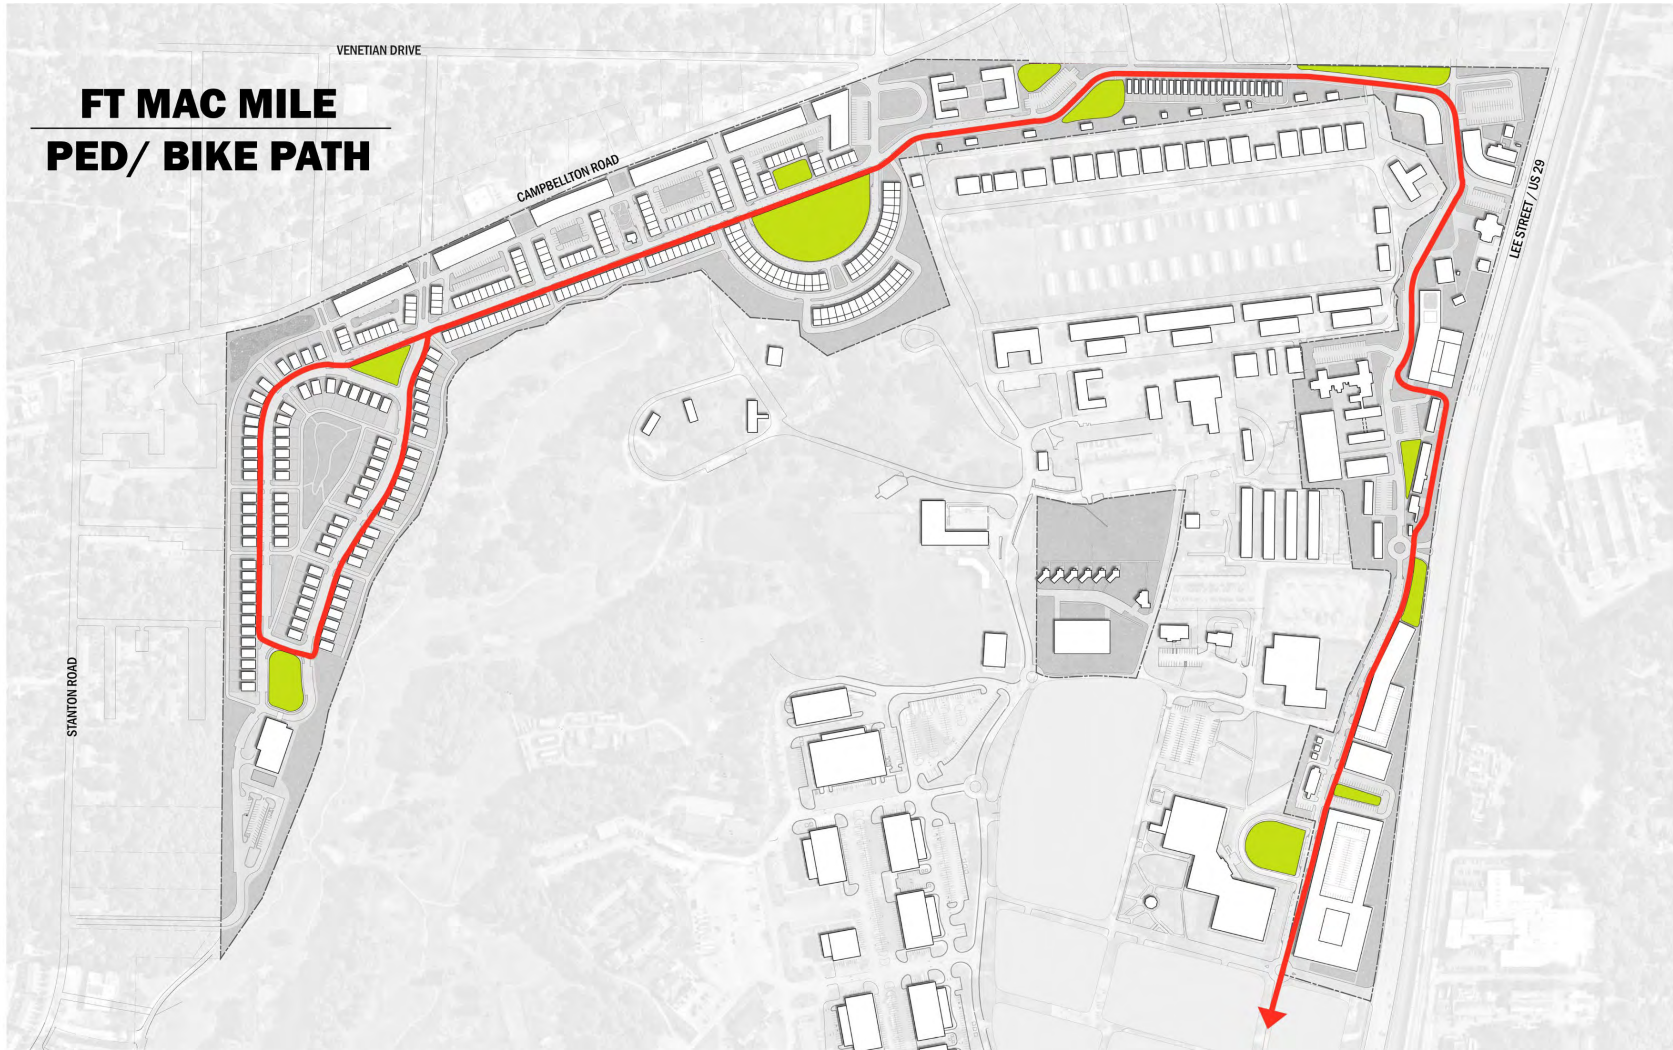 VENETIAN DRIVE
FT MAC MILE
PED/ BIKE PATH
CAMPBELLTON ROAD
LEE STREET / US 29
STANTON ROAD